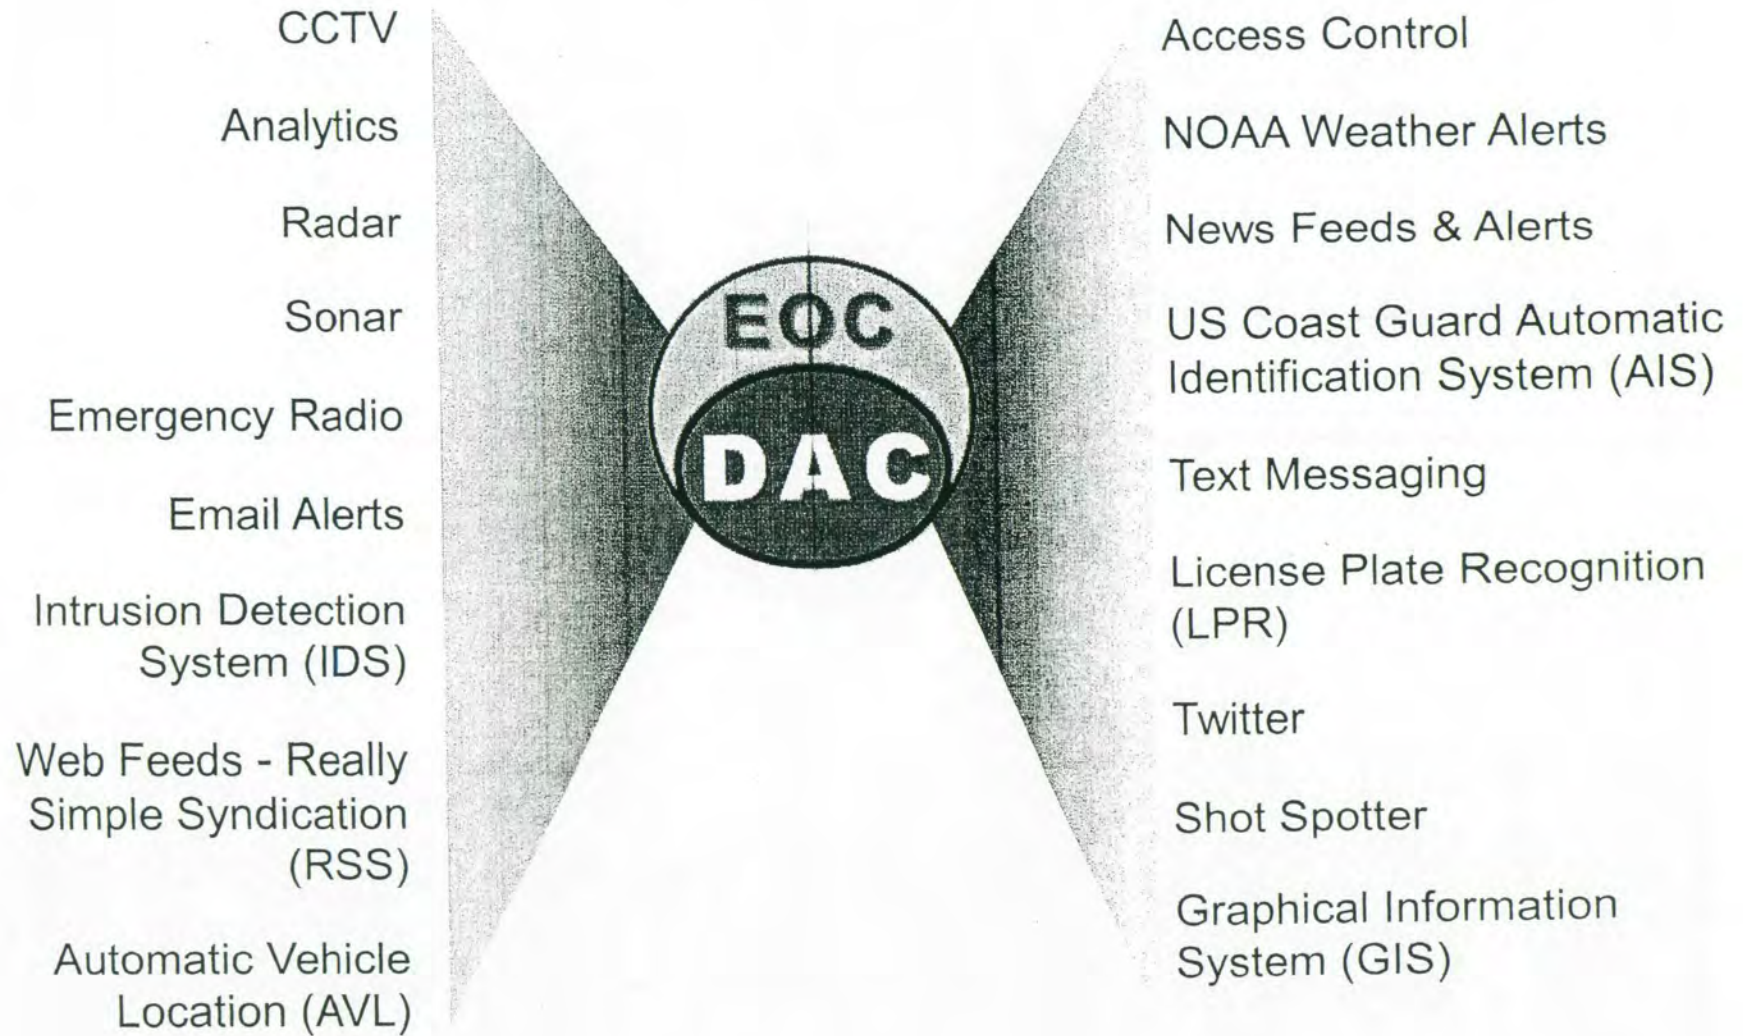 CCTV
Analytics
Radar
Sonar
Emergency Radio
Email Alerts
Intrusion Detection
System (IDS)
Web Feeds - Really
Simple Syndication
(RSS)
Automatic Vehicle
Location (AVL)
EOC
DAC
Access Control
NOAA Weather Alerts
News Feeds & Alerts
US Coast Guard Automatic
Identification System (AIS)
Text Messaging
License Plate Recognition
(LPR)
Twitter
Shot Spotter
Graphical Information
System (GIS)